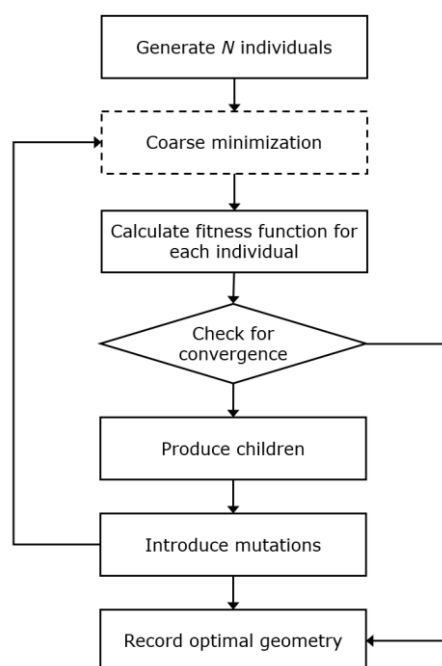 Generate N individuals
Coarse minimization
Calculate fitness function for
each individual
Check for
convergence
Produce children
Introduce mutations
Record optimal geometry